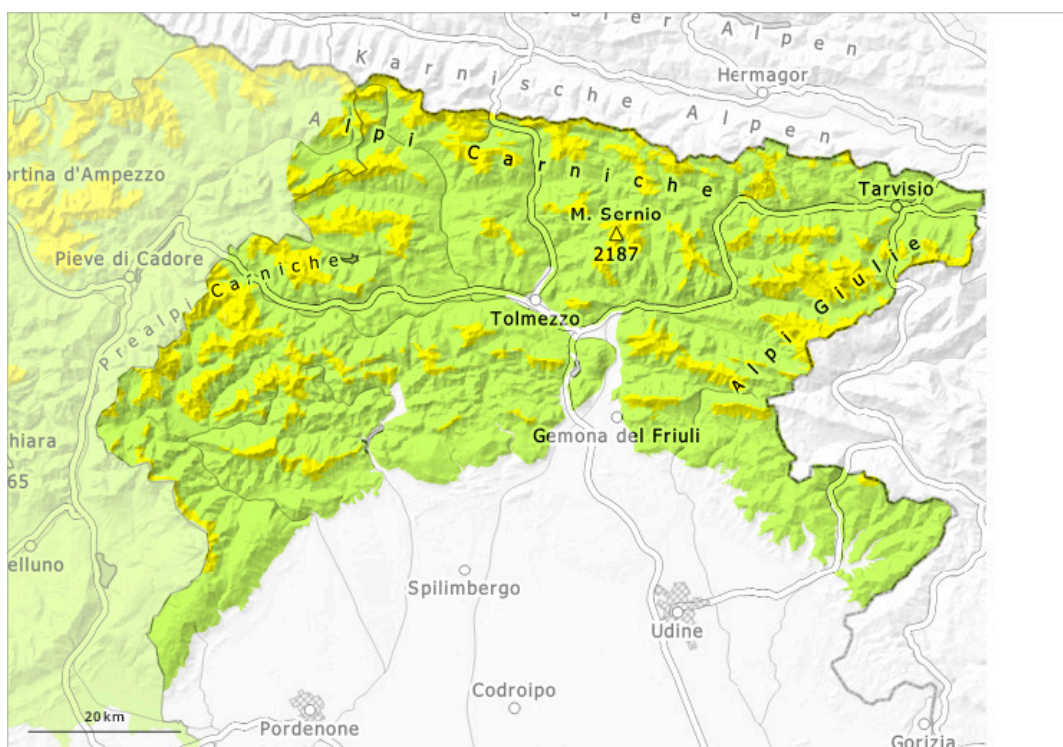 Alpen
Karnische Alpen
Hermagor
Alpi Carniche
ortina d'Ampezzo
Tarvisio
M. Sernio
2187
Pieve di Cadore
Prealpi Carniche
Alpi Giulie
Tolmezzo
Gemona del Friuli
hiara
65
elluno
Spilimbergo
Udine
Codroipo
20 km
Pordenone
Gorizia